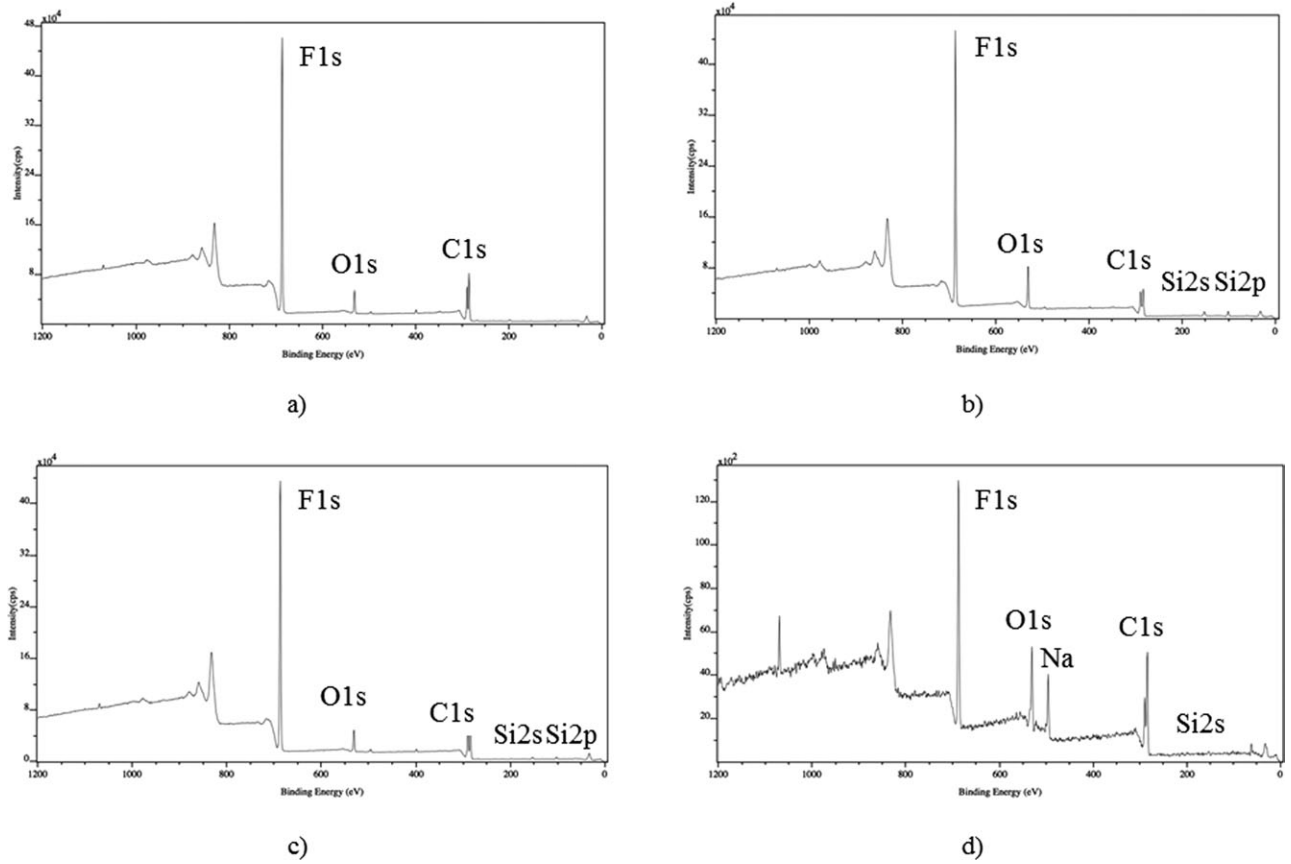 x10⁴
48
40
32
24
16
8
Intensity(cps)
F1s
O1s
C1s
1200 1000 800 600 400 200 0
Binding Energy (eV)
a)
x10⁴
40
32
24
16
8
Intensity(cps)
F1s
O1s
C1s
Si2s Si2p
1200 1000 800 600 400 200 0
Binding Energy (eV)
b)
x10⁴
40
32
24
16
8
0
Intensity(cps)
F1s
O1s
C1s
Si2s Si2p
1200 1000 800 600 400 200 0
Binding Energy (eV)
c)
x10²
120
100
80
60
40
20
Intensity(cps)
F1s
O1s
Na
C1s
Si2s
1200 1000 800 600 400 200 0
Binding Energy (eV)
d)